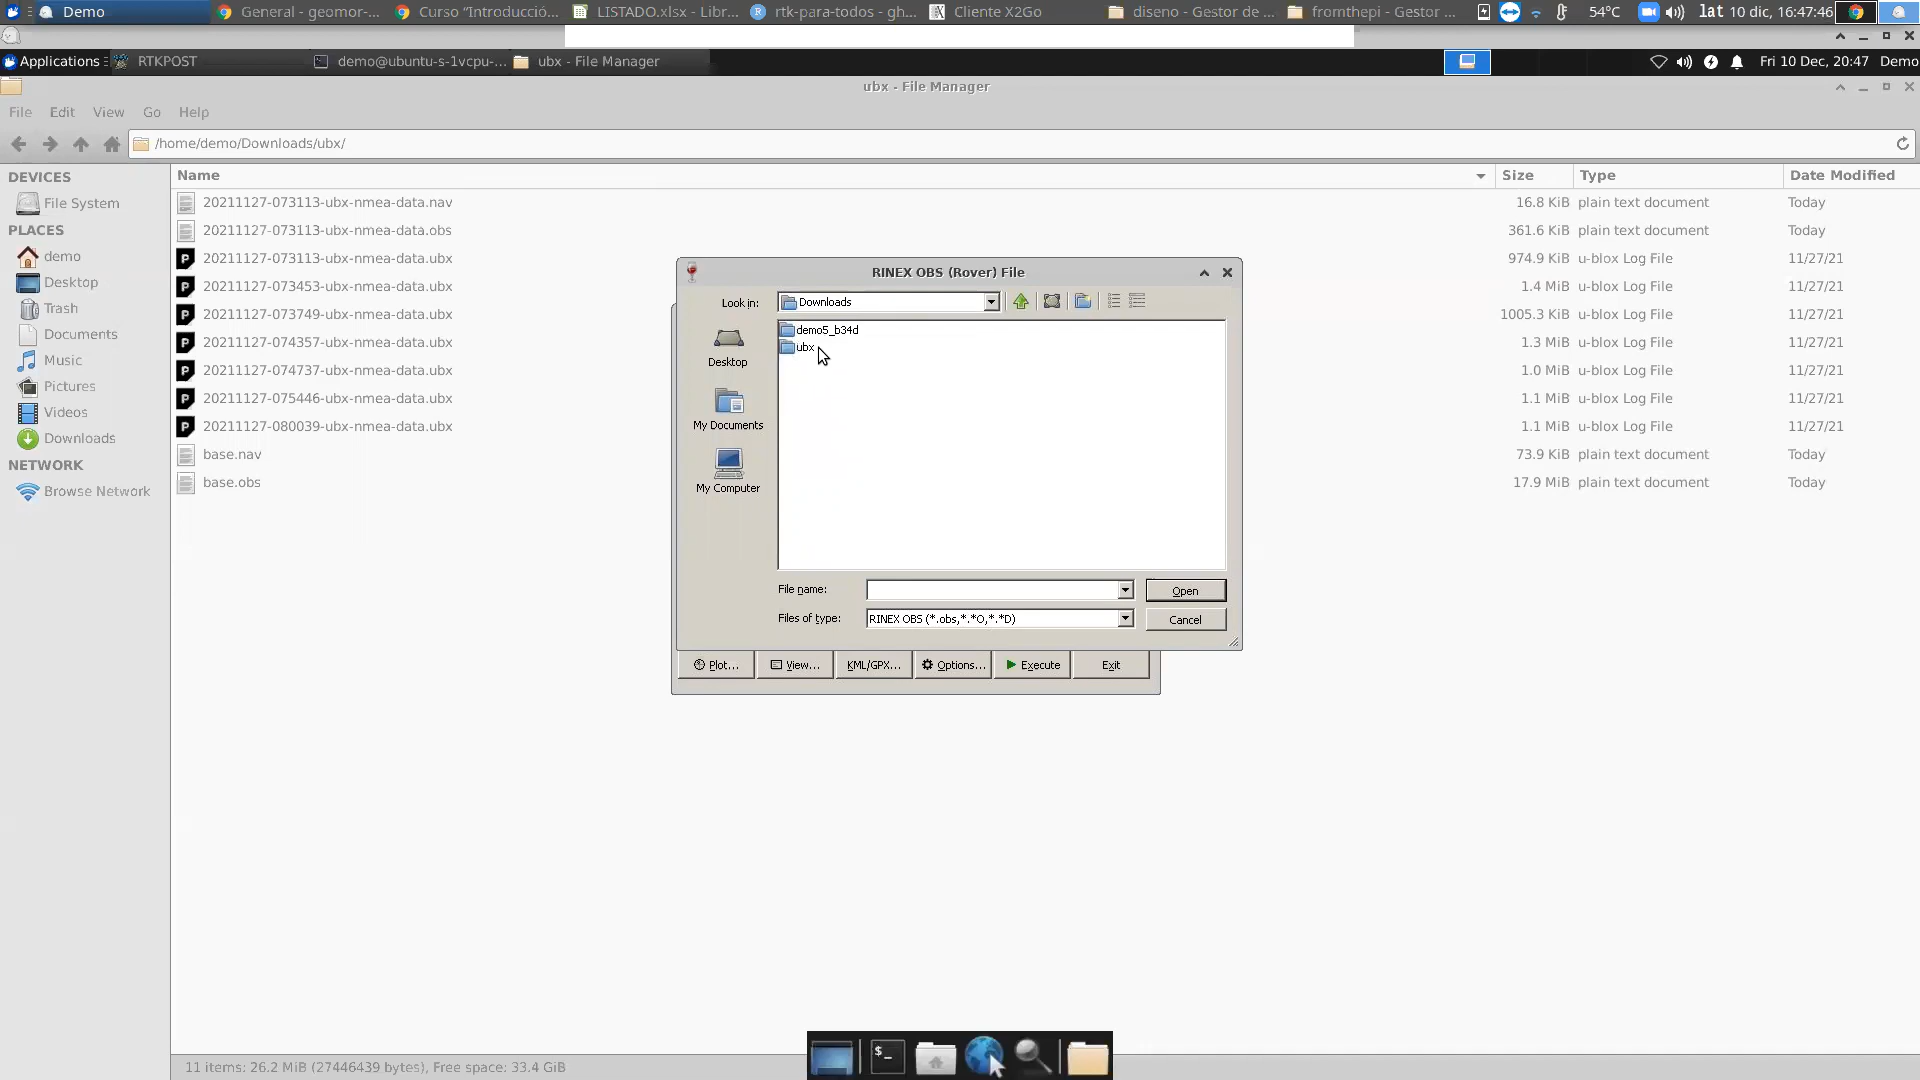 Demo
General - geomor-...
Curso “Introducció...
LISTADO.xlsx - Libr...
rtk-para-todos - gh...
Cliente X2Go
diseno - Gestor de ...
fromthepi - Gestor ...
54°C
lat 10 dic, 16:47:46
Applications
RTKPOST
demo@ubuntu-s-1vcpu-...
ubx - File Manager
Fri 10 Dec, 20:47
Demo
ubx - File Manager
File Edit View Go Help
/home/demo/Downloads/ubx/
DEVICES
File System
PLACES
demo
Desktop
Trash
Documents
Music
Pictures
Videos
Downloads
NETWORK
Browse Network
Name Size Type Date Modified
20211127-073113-ubx-nmea-data.nav 16.8 KiB plain text document Today
20211127-073113-ubx-nmea-data.obs 361.6 KiB plain text document Today
20211127-073113-ubx-nmea-data.ubx 974.9 KiB u-blox Log File 11/27/21
20211127-073453-ubx-nmea-data.ubx 1.4 MiB u-blox Log File 11/27/21
20211127-073749-ubx-nmea-data.ubx 1005.3 KiB u-blox Log File 11/27/21
20211127-074357-ubx-nmea-data.ubx 1.3 MiB u-blox Log File 11/27/21
20211127-074737-ubx-nmea-data.ubx 1.0 MiB u-blox Log File 11/27/21
20211127-075446-ubx-nmea-data.ubx 1.1 MiB u-blox Log File 11/27/21
20211127-080039-ubx-nmea-data.ubx 1.1 MiB u-blox Log File 11/27/21
base.nav 73.9 KiB plain text document Today
base.obs 17.9 MiB plain text document Today
RINEX OBS (Rover) File
Look in: Downloads
demo5_b34d
ubx
Desktop
My Documents
My Computer
File name: Open
Files of type: RINEX OBS (*.obs,*.*O,*.*D) Cancel
Plot... View... KML/GPX... Options... Execute Exit
11 items: 26.2 MiB (27446439 bytes), Free space: 33.4 GiB